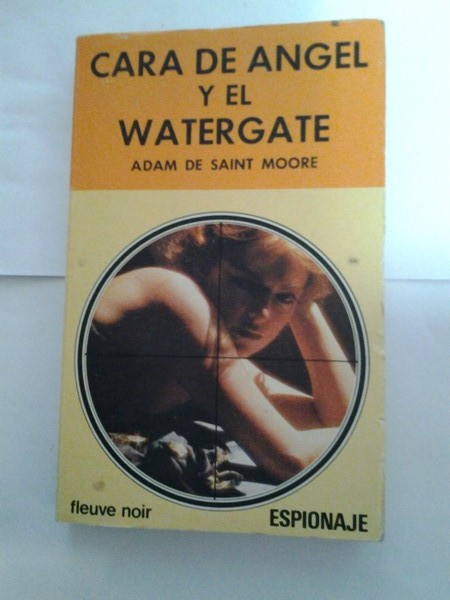 CARA DE ANGEL
Y EL
WATERGATE
ADAM DE SAINT MOORE
fleuve noir
ESPIONAJE